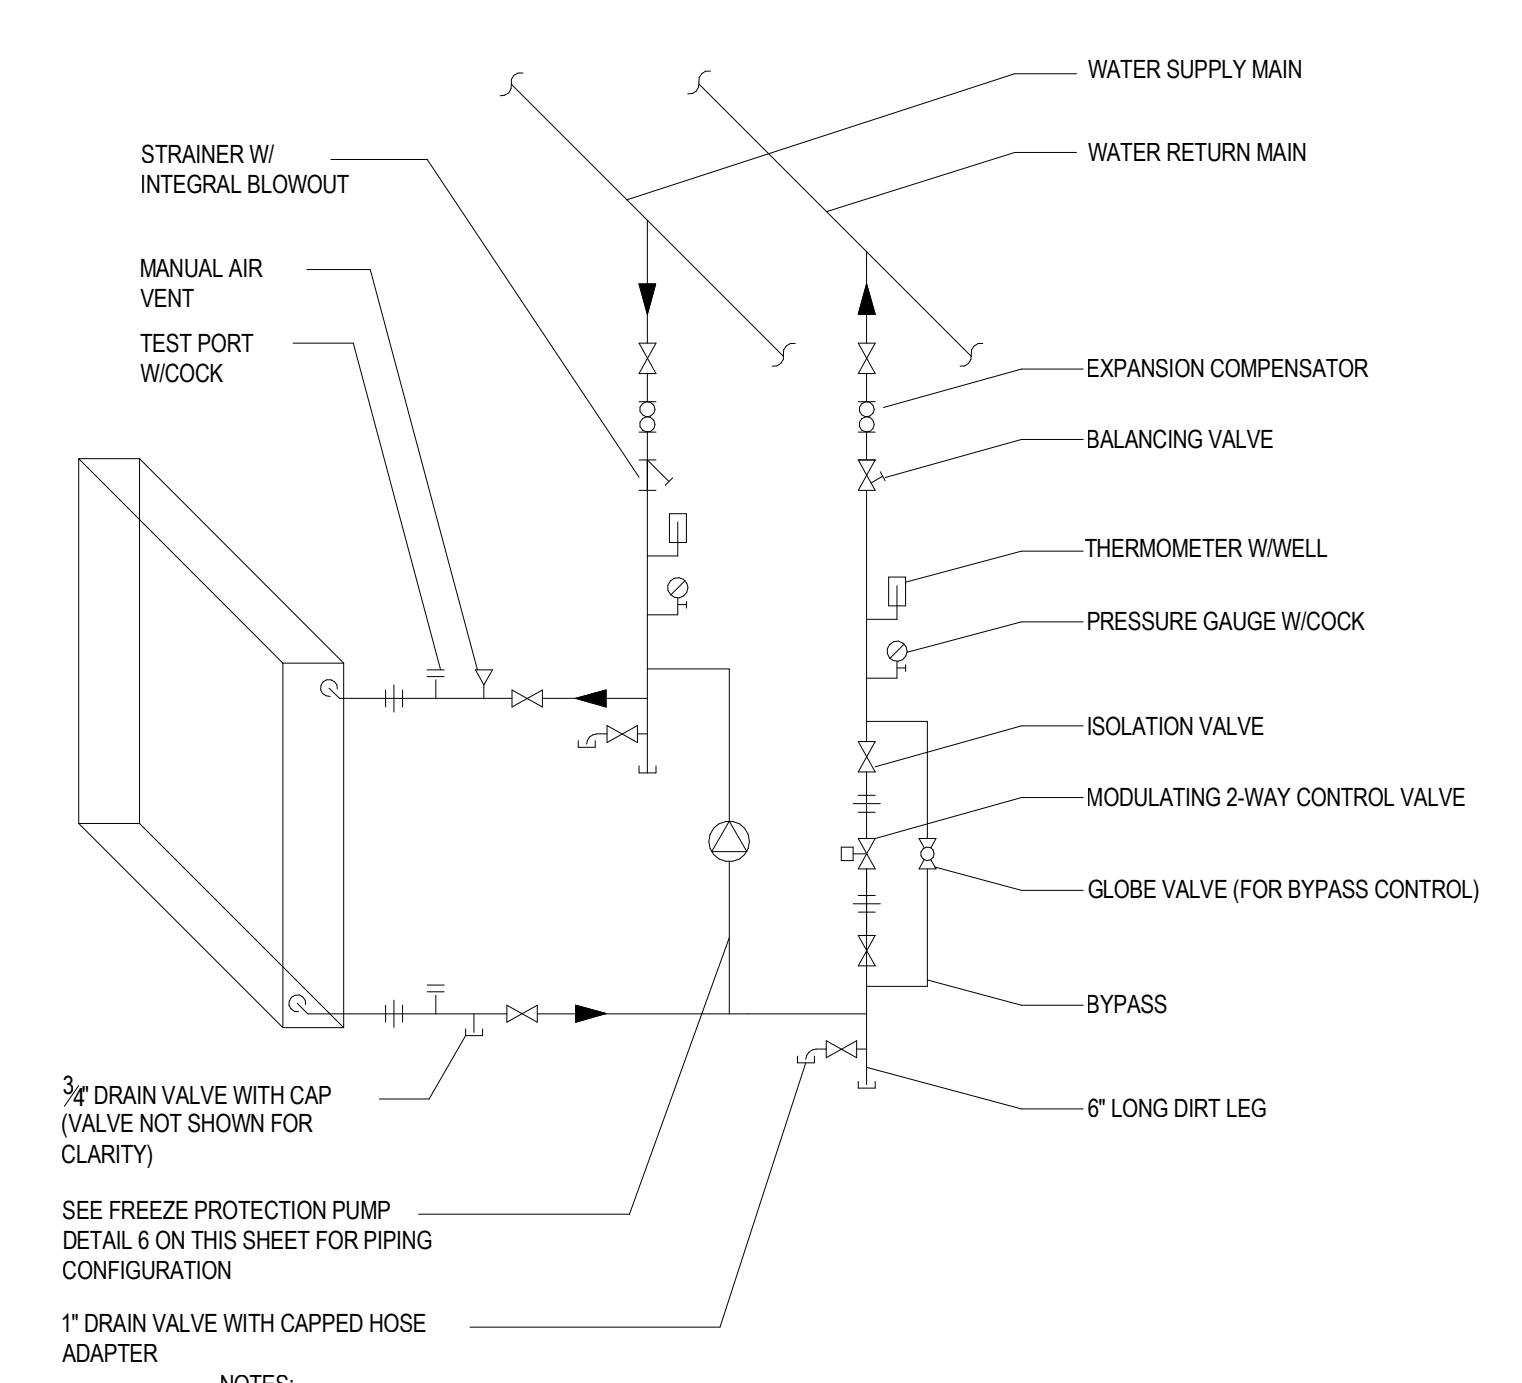 WATER SUPPLY MAIN
WATER RETURN MAIN
STRAINER W/
INTEGRAL BLOWOUT
MANUAL AIR
VENT
TEST PORT
W/COCK
EXPANSION COMPENSATOR
BALANCING VALVE
THERMOMETER W/WELL
PRESSURE GAUGE W/COCK
ISOLATION VALVE
MODULATING 2-WAY CONTROL VALVE
GLOBE VALVE (FOR BYPASS CONTROL)
BYPASS
6" LONG DIRT LEG
3/4" DRAIN VALVE WITH CAP
(VALVE NOT SHOWN FOR
CLARITY)
SEE FREEZE PROTECTION PUMP
DETAIL 6 ON THIS SHEET FOR PIPING
CONFIGURATION
1" DRAIN VALVE WITH CAPPED HOSE
ADAPTER
NOTES: